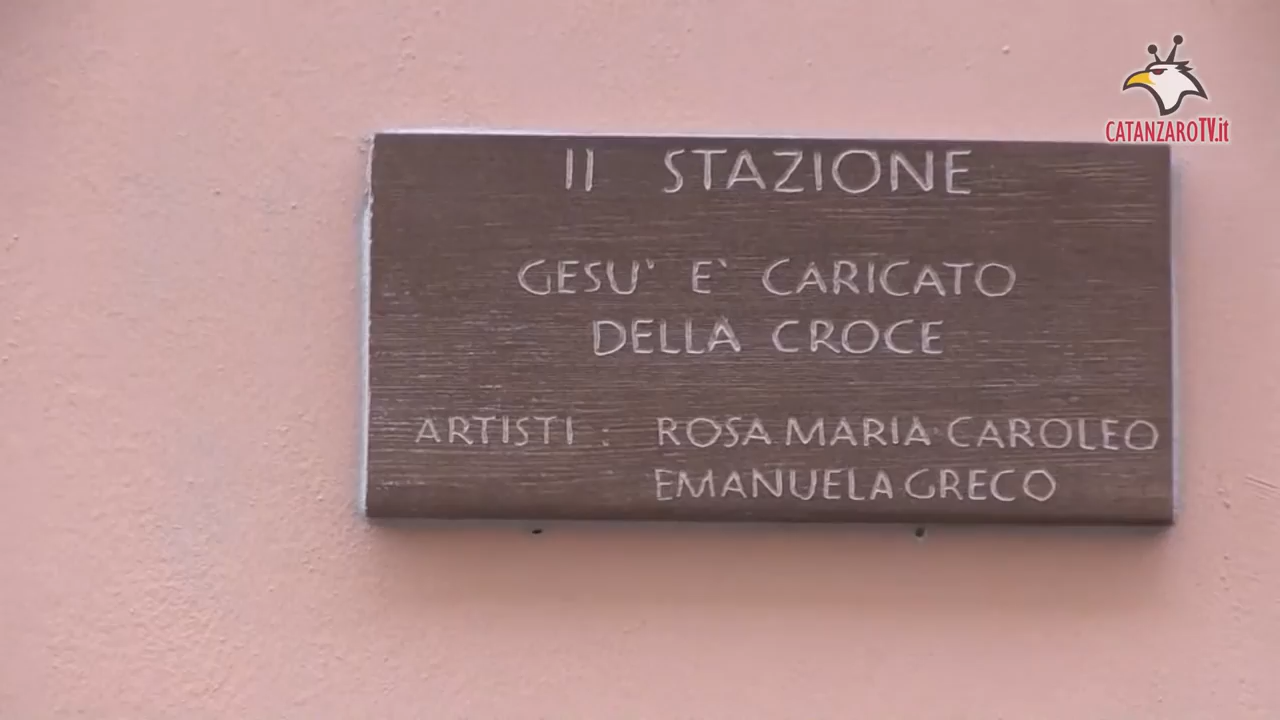 CATANZAROTV.it
II STAZIONE
GESU' E' CARICATO
DELLA CROCE
ARTISTI : ROSA MARIA CAROLEO
EMANUELA GRECO